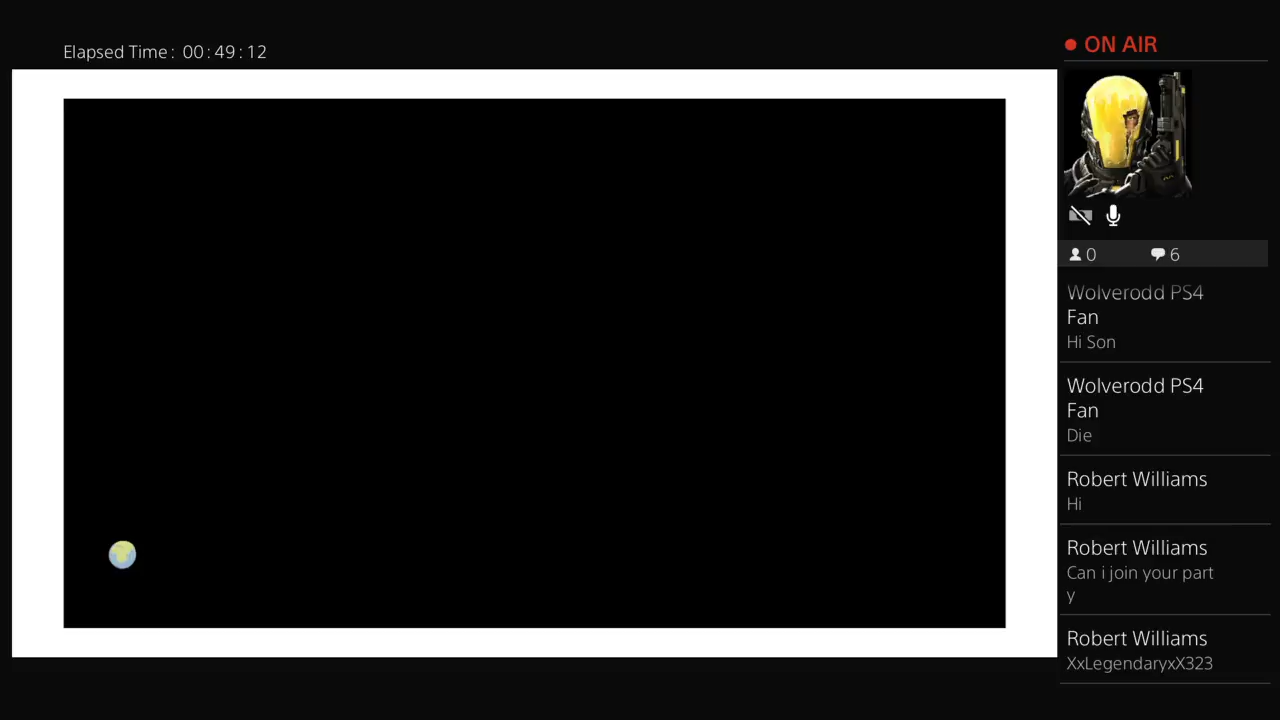 Elapsed Time: 00:49:12
ON AIR
0 6
Wolverodd PS4
Fan
Hi Son
Wolverodd PS4
Fan
Die
Robert Williams
Hi
Robert Williams
Can i join your part
y
Robert Williams
XxLegendaryxX323